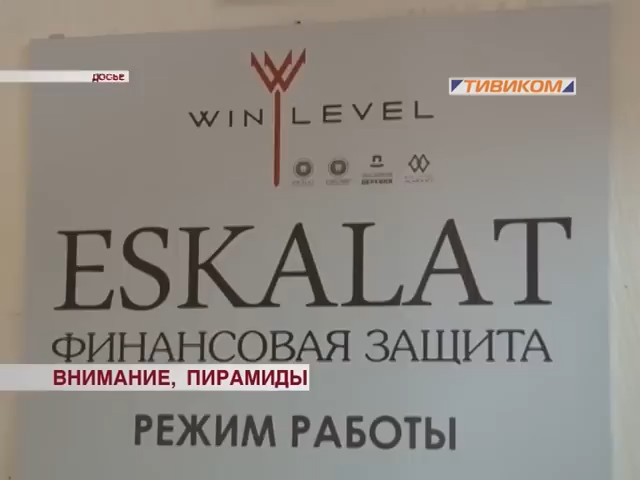 ДОСЬЕ
ТИВИКОМ
WIN LEVEL
ESKALAT
ФИНАНСОВАЯ ЗАЩИТА
ВНИМАНИЕ, ПИРАМИДЫ
РЕЖИМ РАБОТЫ